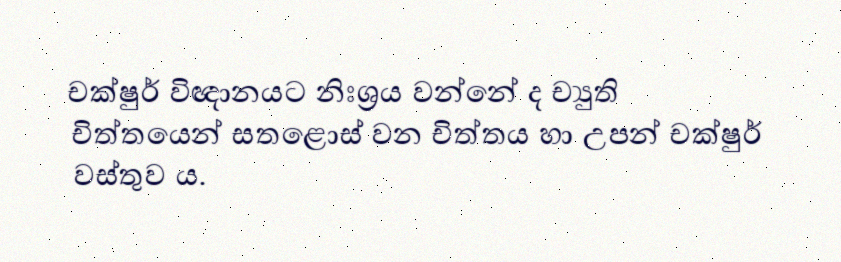 චක්ෂුර් විඥානයට නිඃශ්‍රය වන්නේ ද ච්‍යුති
චිත්තයෙන් සතළොස් වන චිත්තය හා උපන් චක්ෂුර්
වස්තුව ය.